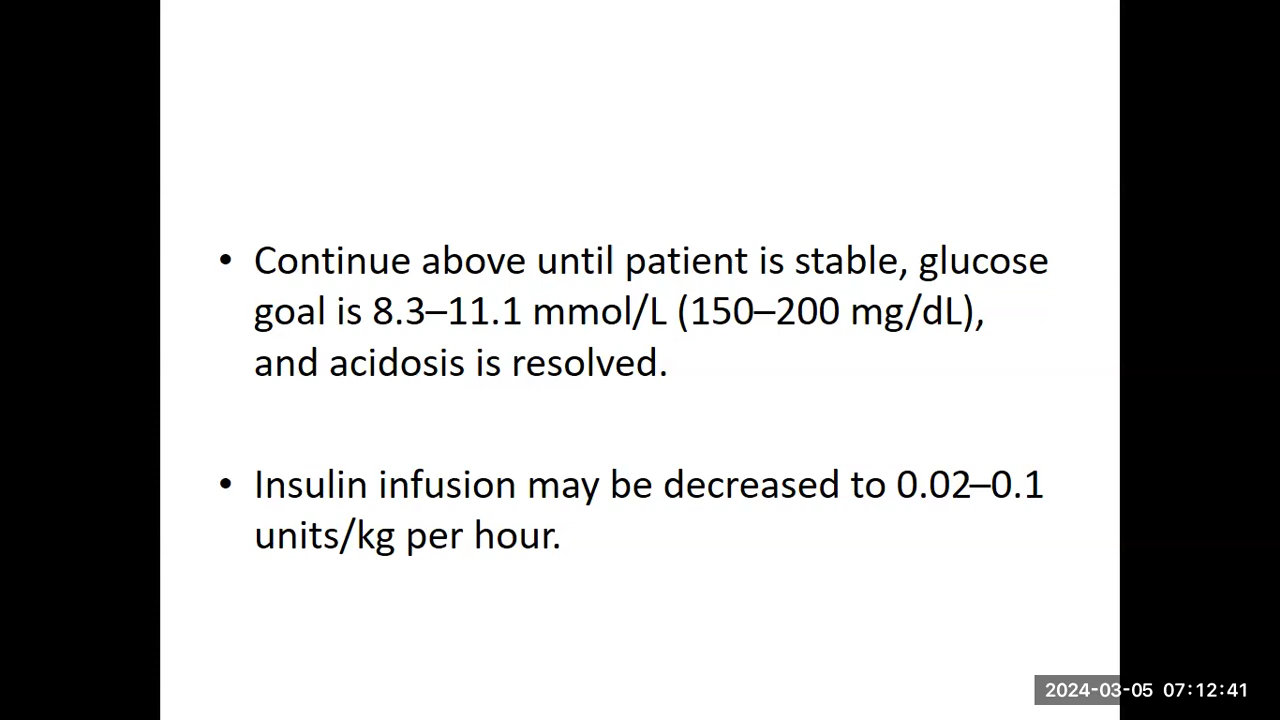 • Continue above until patient is stable, glucose
goal is 8.3–11.1 mmol/L (150–200 mg/dL),
and acidosis is resolved.
• Insulin infusion may be decreased to 0.02–0.1
units/kg per hour.
2024-03-05 07:12:41